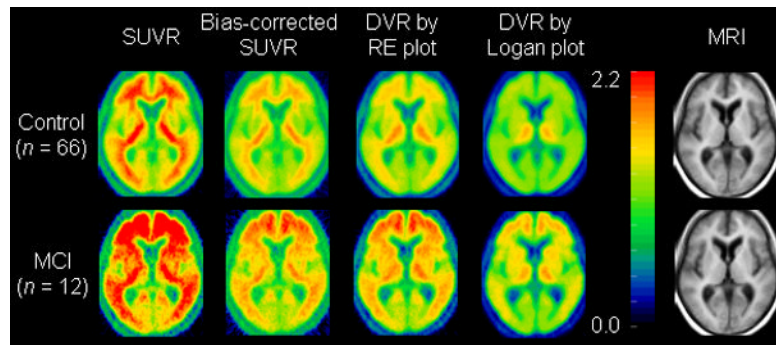 SUVR
Bias-corrected
SUVR
DVR by
RE plot
DVR by
Logan plot
MRI
2.2
Control
(n = 66)
MCI
(n = 12)
0.0